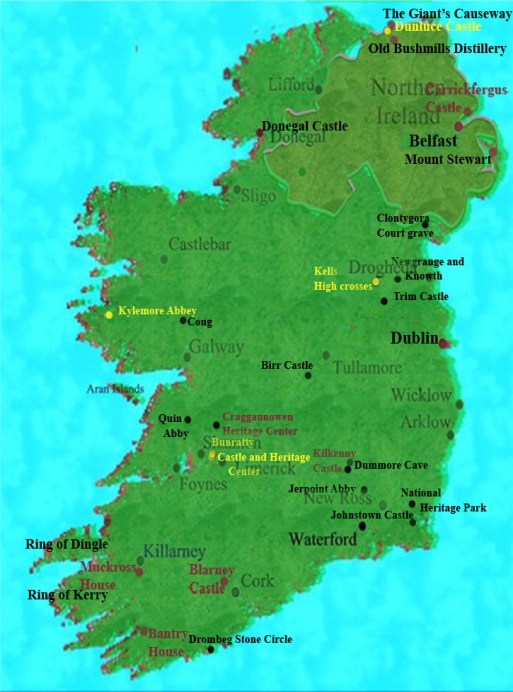 The Giant's Causeway
Dunluce Castle
Old Bushmills Distillery
Lifford
Northern
Ireland
Carrickfergus
Castle
Donegal Castle
Donegal
Belfast
Mount Stewart
Sligo
Clontygora
Court grave
Castlebar
Newgrange and
Knowth
Drogheda
Kells
High crosses
Trim Castle
Kylemore Abbey
Cong
Dublin
Galway
Birr Castle
Tullamore
Aran Islands
Wicklow
Quin
Abby
Craggaunowen
Heritage Center
Arklow
Bunratty
Castle and Heritage
Center
Limerick
Kilkenny
Castle
Dummore Cave
Foynes
Jerpoint Abby
New Ross
National
Heritage Park
Johnstown Castle
Waterford
Ring of Dingle
Killarney
Muckross
House
Blarney
Castle
Cork
Ring of Kerry
Bantry
House
Drombeg Stone Circle